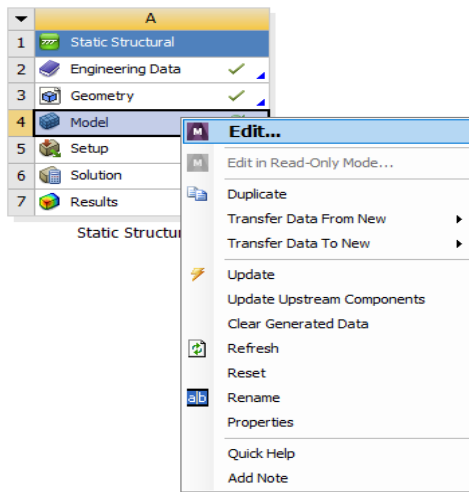 A
1 Static Structural
2 Engineering Data
3 Geometry
4 Model
5 Setup
6 Solution
7 Results
M Edit...
M Edit in Read-Only Mode...
Duplicate
Transfer Data From New
Transfer Data To New
Update
Update Upstream Components
Clear Generated Data
Refresh
Reset
a|b Rename
Properties
Quick Help
Add Note